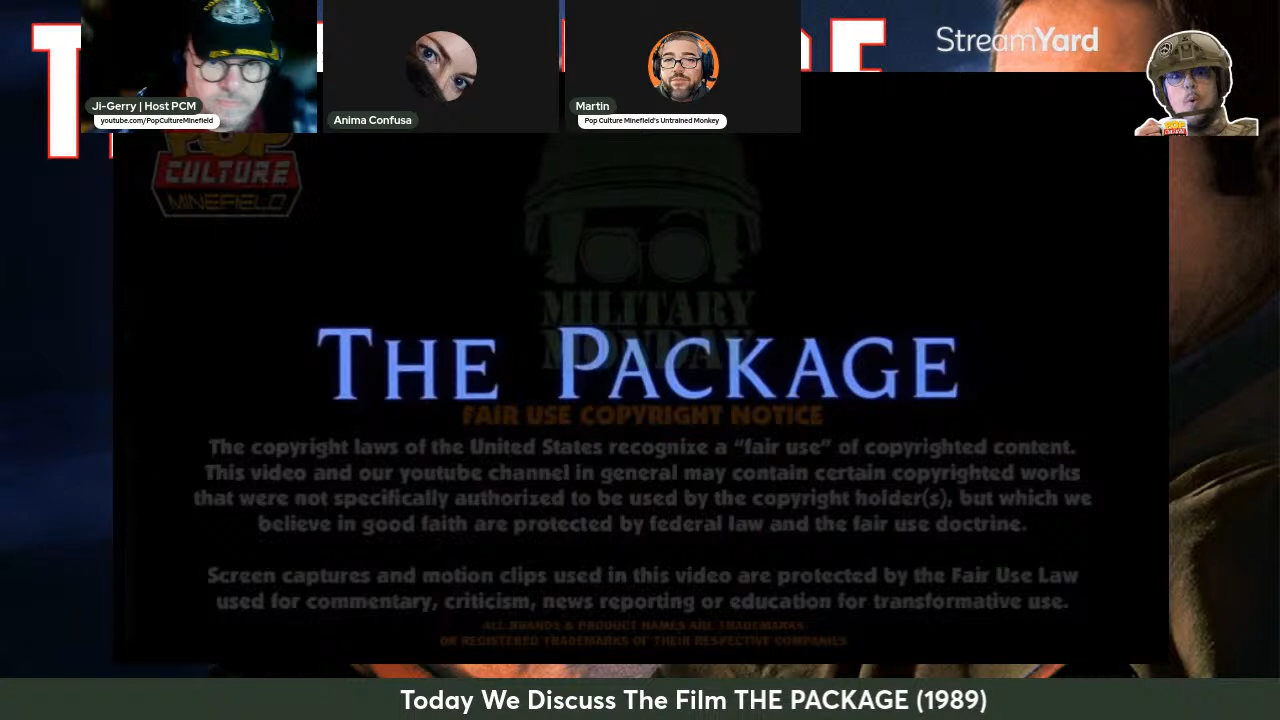 StreamYard
Ji-Gerry | Host PCM
youtube.com/PopCultureMinefield
Anima Confusa
Martin
Pop Culture Minefield's Untrained Monkey
POP
CULTURE
MINEFIELD
MILITARY
MONDAY
THE PACKAGE
FAIR USE COPYRIGHT NOTICE
The copyright laws of the United States recognize a “fair use” of copyrighted content.
This video and our youtube channel in general may contain certain copyrighted works
that were not specifically authorized to be used by the copyright holder(s), but which we
believe in good faith are protected by federal law and the fair use doctrine.
Screen captures and motion clips used in this video are protected by the Fair Use Law
used for commentary, criticism, news reporting or education for transformative use.
ALL BRANDS & PRODUCT NAMES ARE TRADEMARKS
OR REGISTERED TRADEMARKS OF THEIR RESPECTIVE COMPANIES
Today We Discuss The Film THE PACKAGE (1989)